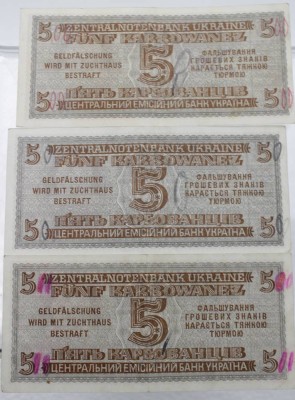 ZENTRALNOTENBANK UKRAINE
5 FÜNF KARBOWANEZ 5
GELDFÄLSCHUNG
WIRD MIT ZUCHTHAUS
BESTRAFT
5
ФАЛЬШУВАННЯ
ГРОШЕВИХ ЗНАКІВ
КАРАЄТЬСЯ ТЯЖКОЮ
ТЮРМОЮ
5 ПЯТЬ КАРБОВАНЦІВ 5
ЦЕНТРАЛЬНИЙ ЕМІСІЙНИЙ БАНК УКРАЇНА
ZENTRALNOTENBANK UKRAINE
5 FÜNF KARBOWANEZ 5
GELDFÄLSCHUNG
WIRD MIT ZUCHTHAUS
BESTRAFT
5
ФАЛЬШУВАННЯ
ГРОШЕВИХ ЗНАКІВ
КАРАЄТЬСЯ ТЯЖКОЮ
ТЮРМОЮ
5 ПЯТЬ КАРБОВАНЦІВ 5
ЦЕНТРАЛЬНИЙ ЕМІСІЙНИЙ БАНК УКРАЇНА
ZENTRALNOTENBANK UKRAINE
5 FÜNF KARBOWANEZ 5
GELDFÄLSCHUNG
WIRD MIT ZUCHTHAUS
BESTRAFT
5
ФАЛЬШУВАННЯ
ГРОШЕВИХ ЗНАКІВ
КАРАЄТЬСЯ ТЯЖКОЮ
ТЮРМОЮ
5 ПЯТЬ КАРБОВАНЦІВ 5
ЦЕНТРАЛЬНИЙ ЕМІСІЙНИЙ БАНК УКРАЇНА